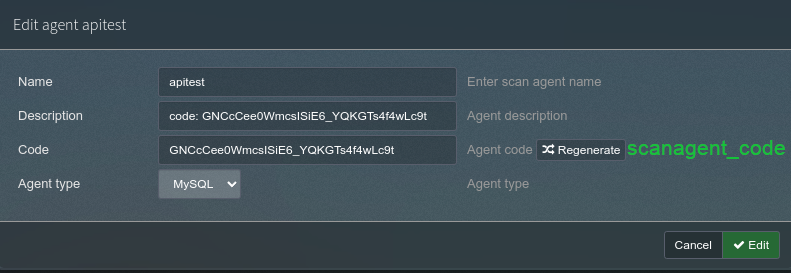 Edit agent apitest
Name apitest Enter scan agent name
Description code: GNCcCee0WmcsISiE6_YQKGTs4f4wLc9t Agent description
Code GNCcCee0WmcsISiE6_YQKGTs4f4wLc9t Agent code Regenerate scanagent_code
Agent type MySQL Agent type
Cancel Edit